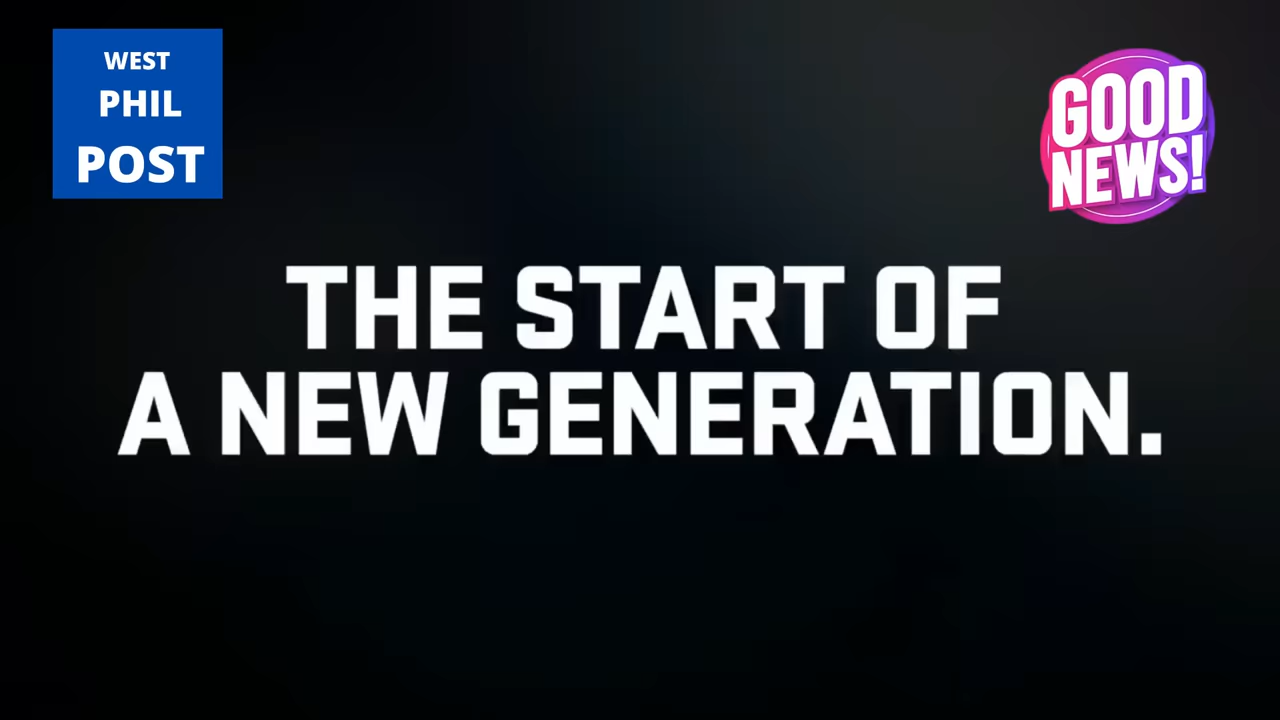 WEST
PHIL
POST
GOOD
NEWS!
THE START OF
A NEW GENERATION.